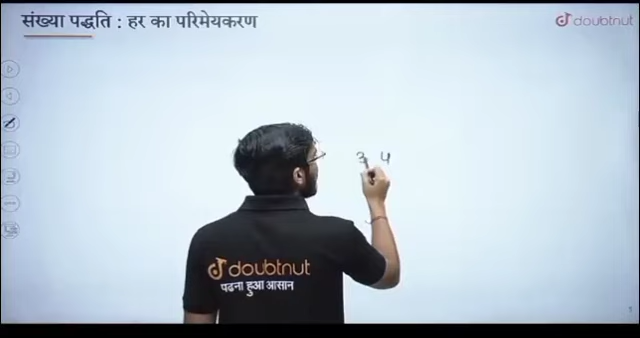 संख्या पद्धति : हर का परिमेयकरण
doubtnut
3 4
doubtnut
पढना हुआ आसान